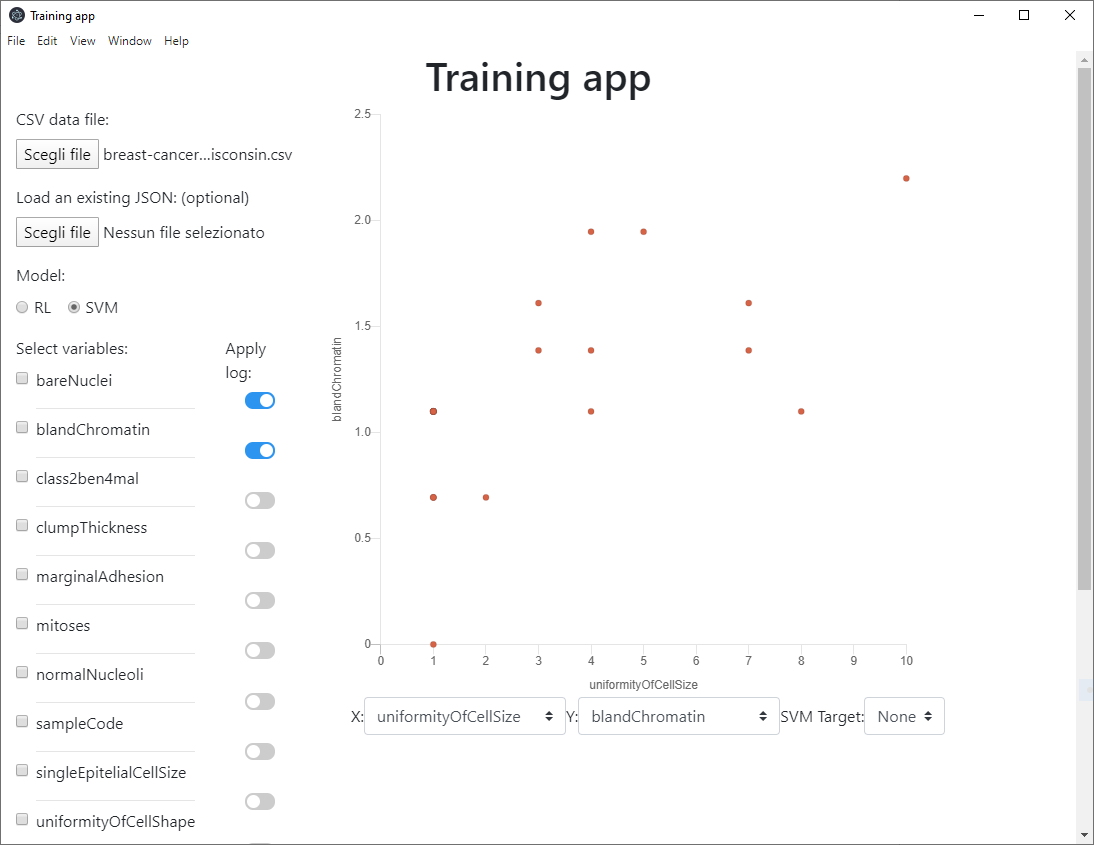 Training app
File Edit View Window Help
Training app
CSV data file:
Scegli file breast-cancer...isconsin.csv
Load an existing JSON: (optional)
Scegli file Nessun file selezionato
Model:
RL SVM
Select variables: Apply log:
bareNuclei
blandChromatin
class2ben4mal
clumpThickness
marginalAdhesion
mitoses
normalNucleoli
sampleCode
singleEpitelialCellSize
uniformityOfCellShape
2.5
2.0
1.5
1.0
0.5
0
blandChromatin
0 1 2 3 4 5 6 7 8 9 10
uniformityOfCellSize
X: uniformityOfCellSize Y: blandChromatin SVM Target: None